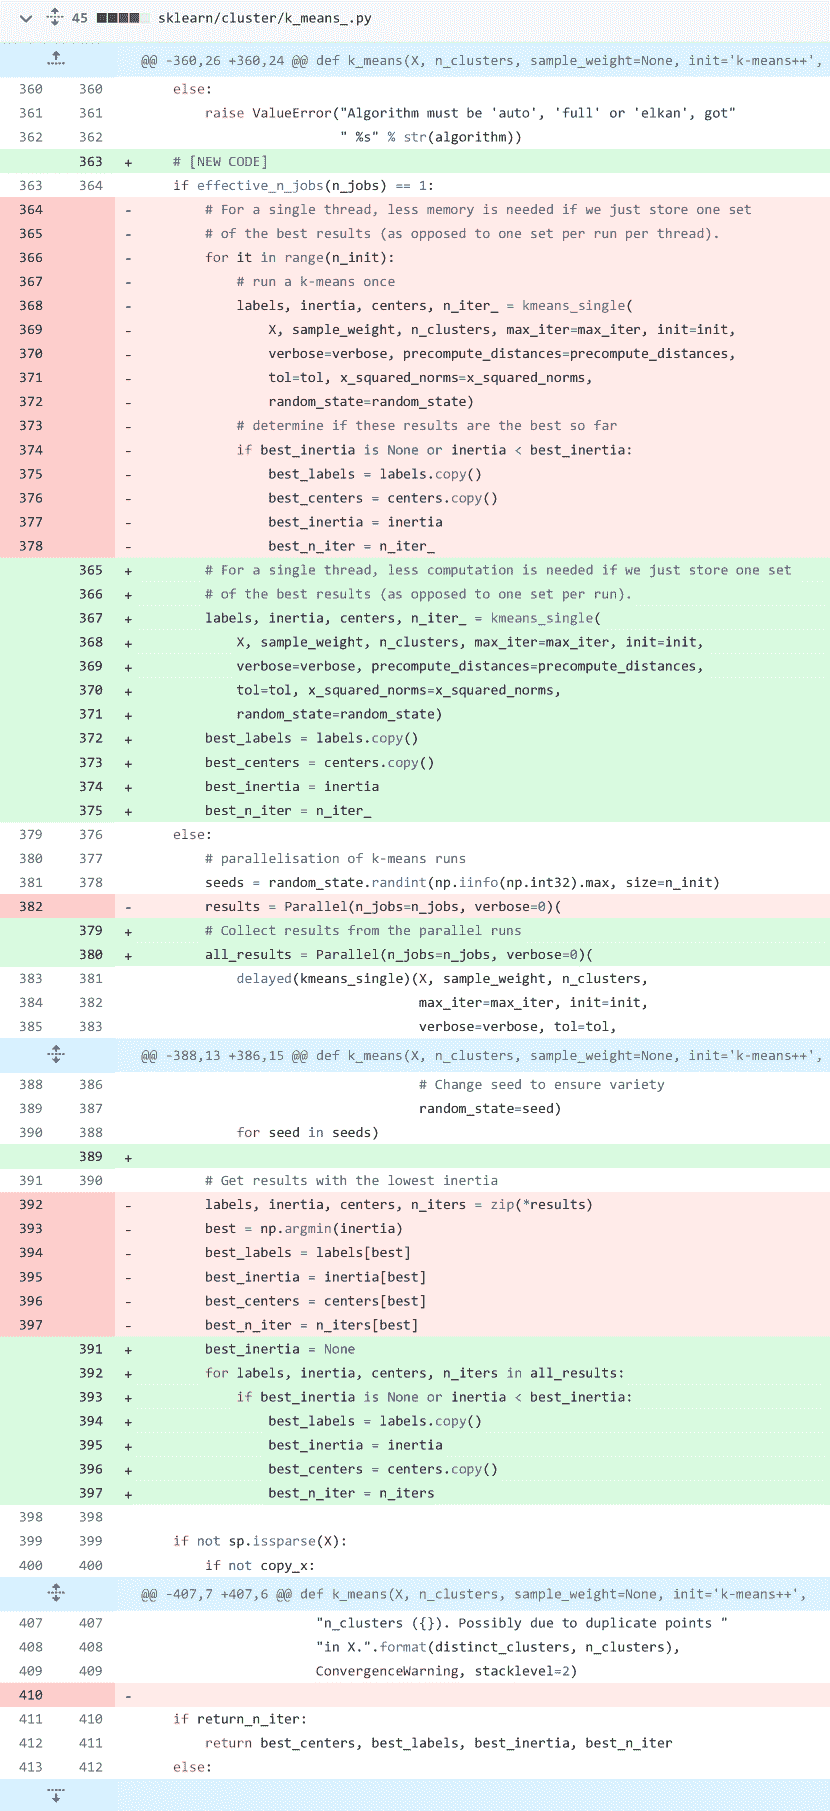 45 sklearn/cluster/k_means_.py
@@ -360,26 +360,24 @@ def k_means(X, n_clusters, sample_weight=None, init='k-means++',
360 360 else:
361 361 raise ValueError("Algorithm must be 'auto', 'full' or 'elkan', got"
362 362 " %s" % str(algorithm))
363 + # [NEW CODE]
363 364 if effective_n_jobs(n_jobs) == 1:
364 - # For a single thread, less memory is needed if we just store one set
365 - # of the best results (as opposed to one set per run per thread).
366 - for it in range(n_init):
367 - # run a k-means once
368 - labels, inertia, centers, n_iter_ = kmeans_single(
369 - X, sample_weight, n_clusters, max_iter=max_iter, init=init,
370 - verbose=verbose, precompute_distances=precompute_distances,
371 - tol=tol, x_squared_norms=x_squared_norms,
372 - random_state=random_state)
373 - # determine if these results are the best so far
374 - if best_inertia is None or inertia < best_inertia:
375 - best_labels = labels.copy()
376 - best_centers = centers.copy()
377 - best_inertia = inertia
378 - best_n_iter = n_iter_
365 + # For a single thread, less computation is needed if we just store one set
366 + # of the best results (as opposed to one set per run).
367 + labels, inertia, centers, n_iter_ = kmeans_single(
368 + X, sample_weight, n_clusters, max_iter=max_iter, init=init,
369 + verbose=verbose, precompute_distances=precompute_distances,
370 + tol=tol, x_squared_norms=x_squared_norms,
371 + random_state=random_state)
372 + best_labels = labels.copy()
373 + best_centers = centers.copy()
374 + best_inertia = inertia
375 + best_n_iter = n_iter_
379 376 else:
380 377 # parallelisation of k-means runs
381 378 seeds = random_state.randint(np.iinfo(np.int32).max, size=n_init)
382 - results = Parallel(n_jobs=n_jobs, verbose=0)(
379 + # Collect results from the parallel runs
380 + all_results = Parallel(n_jobs=n_jobs, verbose=0)(
383 381 delayed(kmeans_single)(X, sample_weight, n_clusters,
384 382 max_iter=max_iter, init=init,
385 383 verbose=verbose, tol=tol,
@@ -388,13 +386,15 @@ def k_means(X, n_clusters, sample_weight=None, init='k-means++',
388 386 # Change seed to ensure variety
389 387 random_state=seed)
390 388 for seed in seeds)
389 +
391 390 # Get results with the lowest inertia
392 - labels, inertia, centers, n_iters = zip(*results)
393 - best = np.argmin(inertia)
394 - best_labels = labels[best]
395 - best_inertia = inertia[best]
396 - best_centers = centers[best]
397 - best_n_iter = n_iters[best]
391 + best_inertia = None
392 + for labels, inertia, centers, n_iters in all_results:
393 + if best_inertia is None or inertia < best_inertia:
394 + best_labels = labels.copy()
395 + best_inertia = inertia
396 + best_centers = centers.copy()
397 + best_n_iter = n_iters
398 398
399 399 if not sp.issparse(X):
400 400 if not copy_x:
@@ -407,7 +407,6 @@ def k_means(X, n_clusters, sample_weight=None, init='k-means++',
407 407 "n_clusters ({}). Possibly due to duplicate points "
408 408 "in X.".format(distinct_clusters, n_clusters),
409 409 ConvergenceWarning, stacklevel=2)
410 -
411 410 if return_n_iter:
412 411 return best_centers, best_labels, best_inertia, best_n_iter
413 412 else: